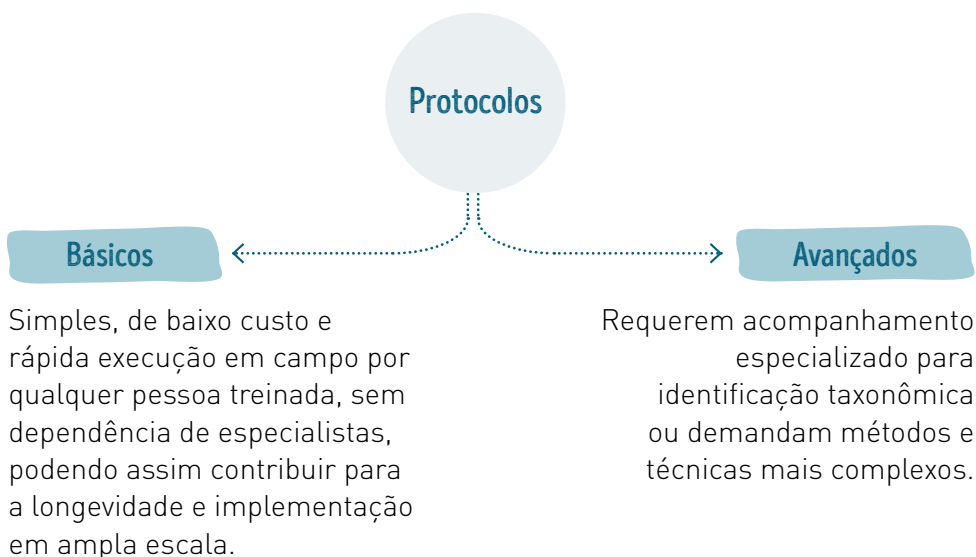 Protocolos
Básicos
Simples, de baixo custo e
rápida execução em campo por
qualquer pessoa treinada, sem
dependência de especialistas,
podendo assim contribuir para
a longevidade e implementação
em ampla escala.
Avançados
Requerem acompanhamento
especializado para
identificação taxonômica
ou demandam métodos e
técnicas mais complexos.